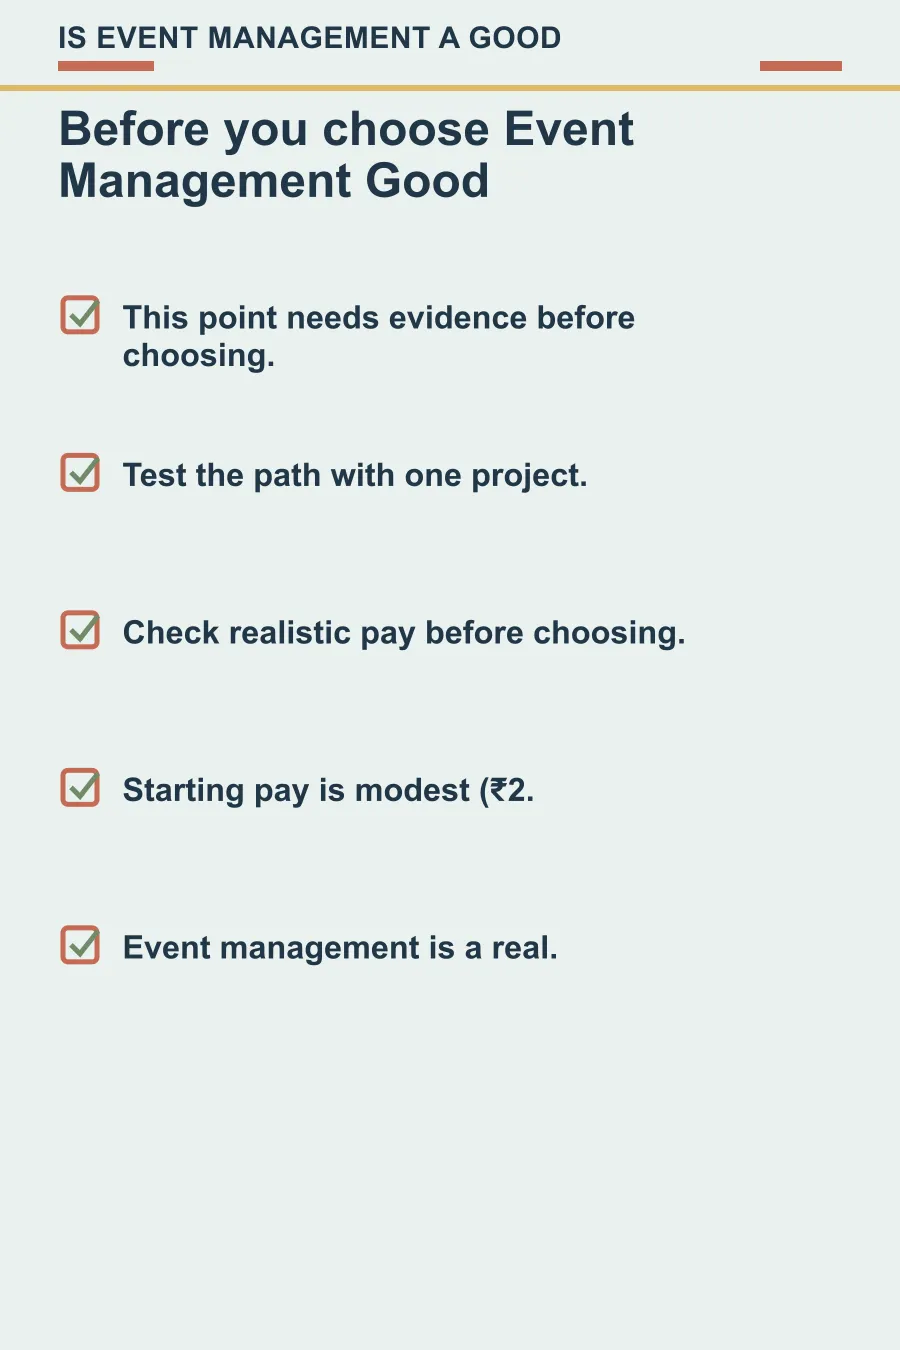 IS EVENT MANAGEMENT A GOOD
Before you choose Event
Management Good
This point needs evidence before
choosing.
Test the path with one project.
Check realistic pay before choosing.
Starting pay is modest (₹2.
Event management is a real.